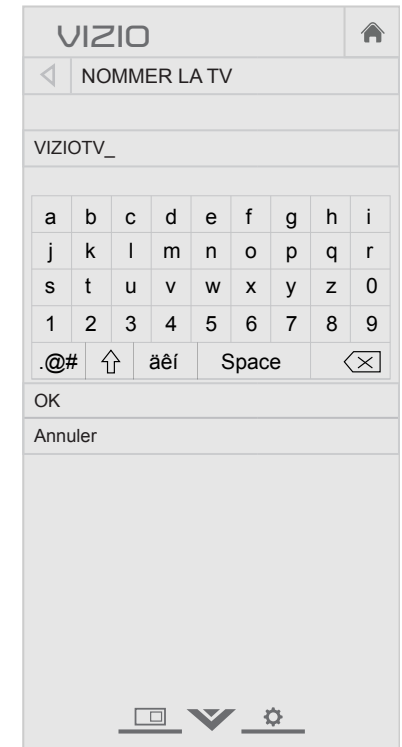 VIZIO
NOMMER LA TV
VIZIOTV_
a b c d e f g h i
j k l m n o p q r
s t u v w x y z 0
1 2 3 4 5 6 7 8 9
.@# äêí Space
OK
Annuler